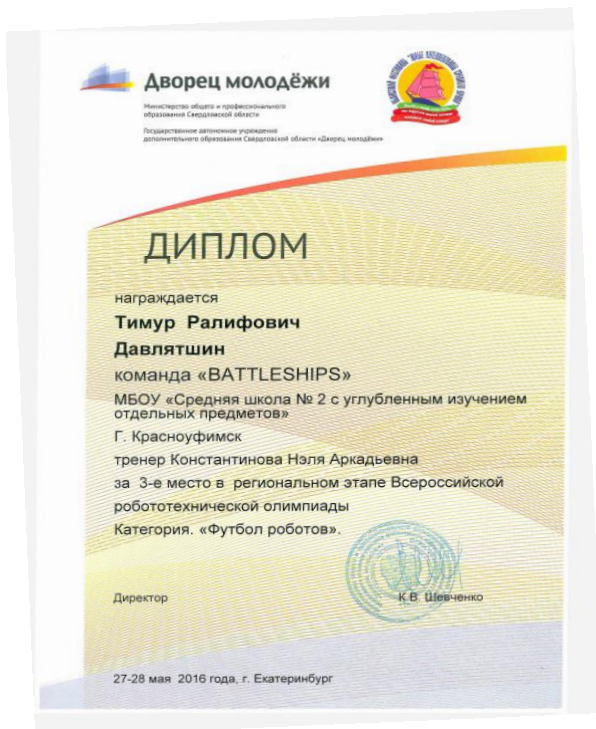 Дворец молодёжи
Министерство общего и профессионального
образования Свердловской области
Государственное автономное учреждение
дополнительного образования Свердловской области «Дворец молодёжи»
ДИПЛОМ
награждается
Тимур Ралифович
Давлятшин
команда «BATTLESHIPS»
МБОУ «Средняя школа № 2 с углубленным изучением
отдельных предметов»
Г. Красноуфимск
тренер Константинова Нэля Аркадьевна
за 3-е место в региональном этапе Всероссийской
робототехнической олимпиады
Категория. «Футбол роботов».
Директор
К.В. Шевченко
27-28 мая 2016 года, г. Екатеринбург